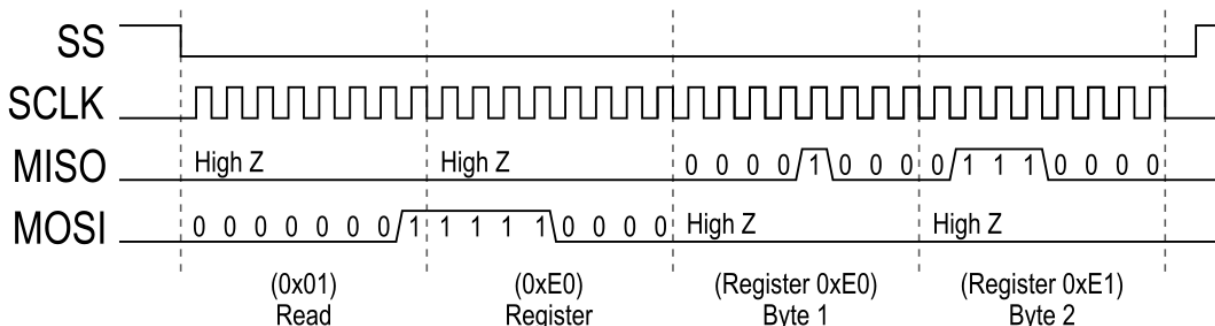 SS
SCLK
MISO High Z High Z 0 0 0 0 1 0 0 0 0 1 1 1 0 0 0 0
MOSI 0 0 0 0 0 0 0 1 1 1 1 1 0 0 0 0 High Z High Z
(0x01) (0xE0) (Register 0xE0) (Register 0xE1)
Read Register Byte 1 Byte 2